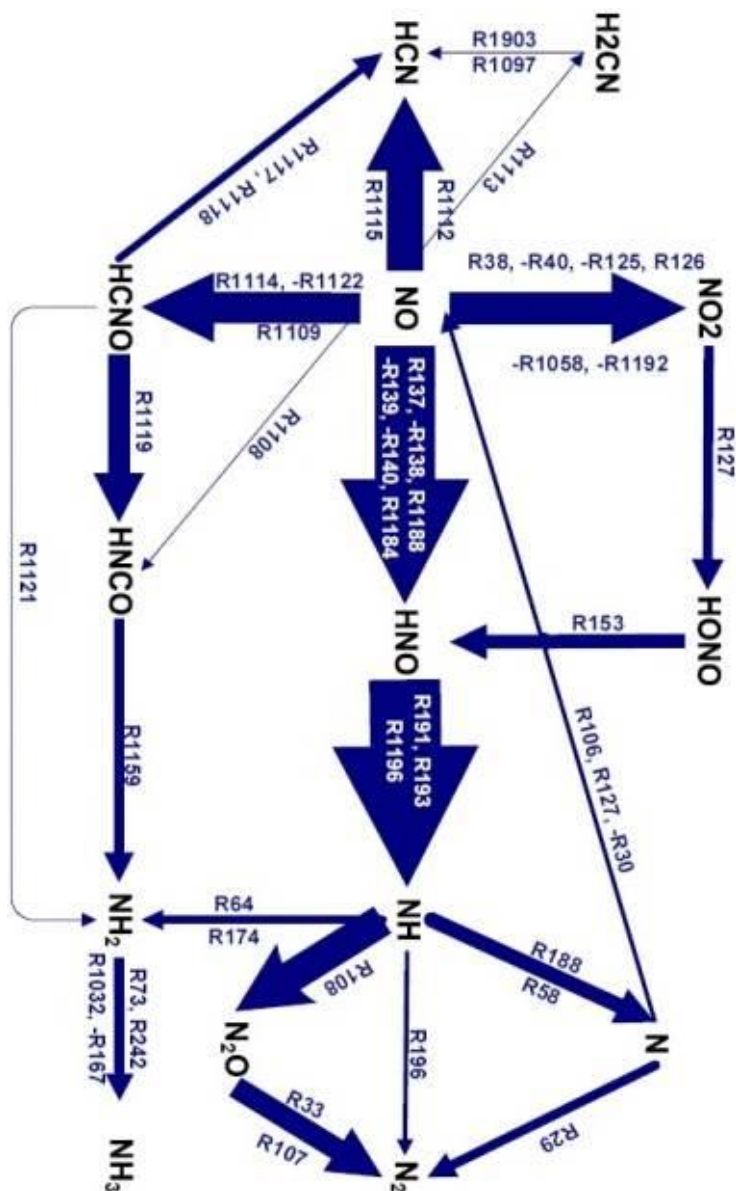 H2CN
R1903
R1097
HCN
R1113
R1117, R1118
R1112
R1115
R38, -R40, -R125, R126
NO2
-R1058, -R1192
NO
R1114, -R1122
R1109
HCNO
R1108
R137, -R138, R1188
-R139, -R140, R1184
R127
R1119
HNCO
R1121
HNO
R153
HONO
R191, R193
R1196
R106, R127, -R30
R1159
NH₂
R64
R174
NH
R188
R58
N
R108
R196
R73, R242
R1032, -R167
N₂O
R33
R107
R29
N₂
NH₃